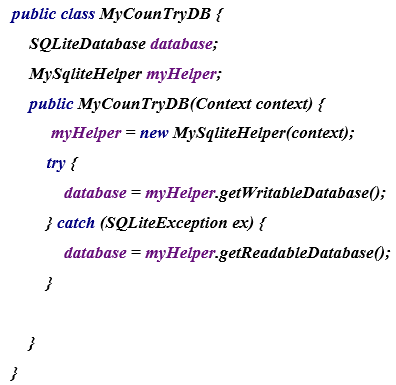 public class MyCounTryDB {
SQLiteDatabase database;
MySqliteHelper myHelper;
public MyCounTryDB(Context context) {
myHelper = new MySqliteHelper(context);
try {
database = myHelper.getWritableDatabase();
} catch (SQLiteException ex) {
database = myHelper.getReadableDatabase();
}
}
}